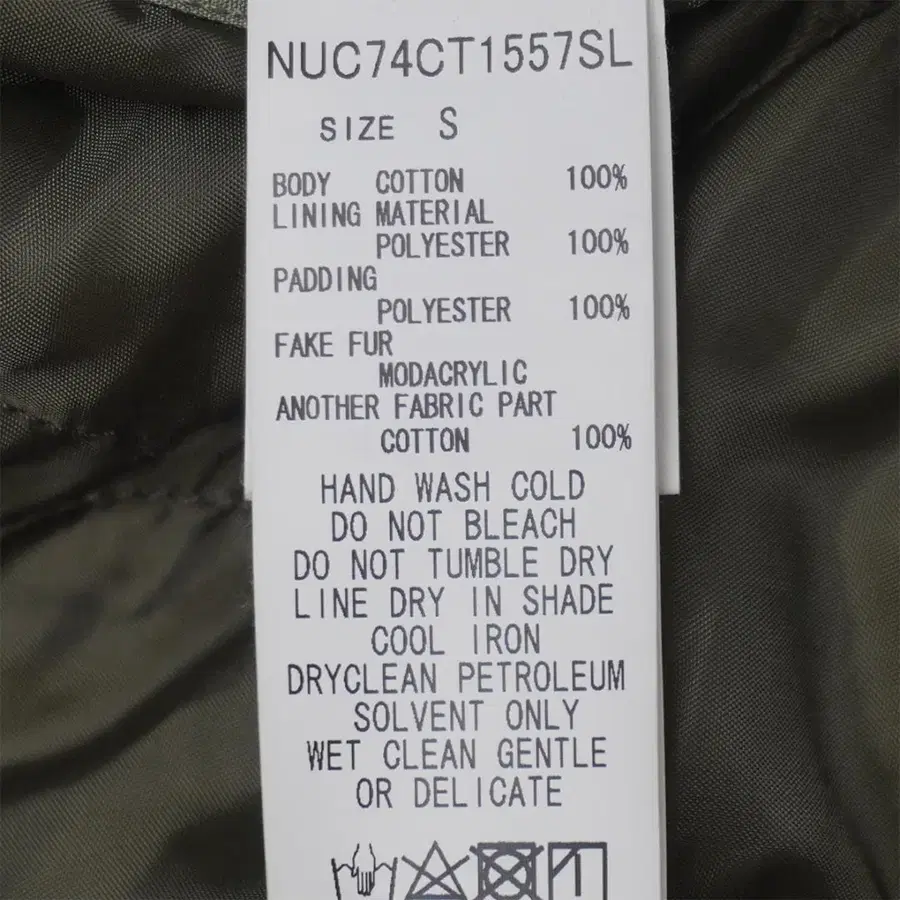 NUC74CT1557SL
SIZE S
BODY COTTON 100%
LINING MATERIAL
POLYESTER 100%
PADDING
POLYESTER 100%
FAKE FUR
MODACRYLIC
ANOTHER FABRIC PART
COTTON 100%
HAND WASH COLD
DO NOT BLEACH
DO NOT TUMBLE DRY
LINE DRY IN SHADE
COOL IRON
DRYCLEAN PETROLEUM
SOLVENT ONLY
WET CLEAN GENTLE
OR DELICATE